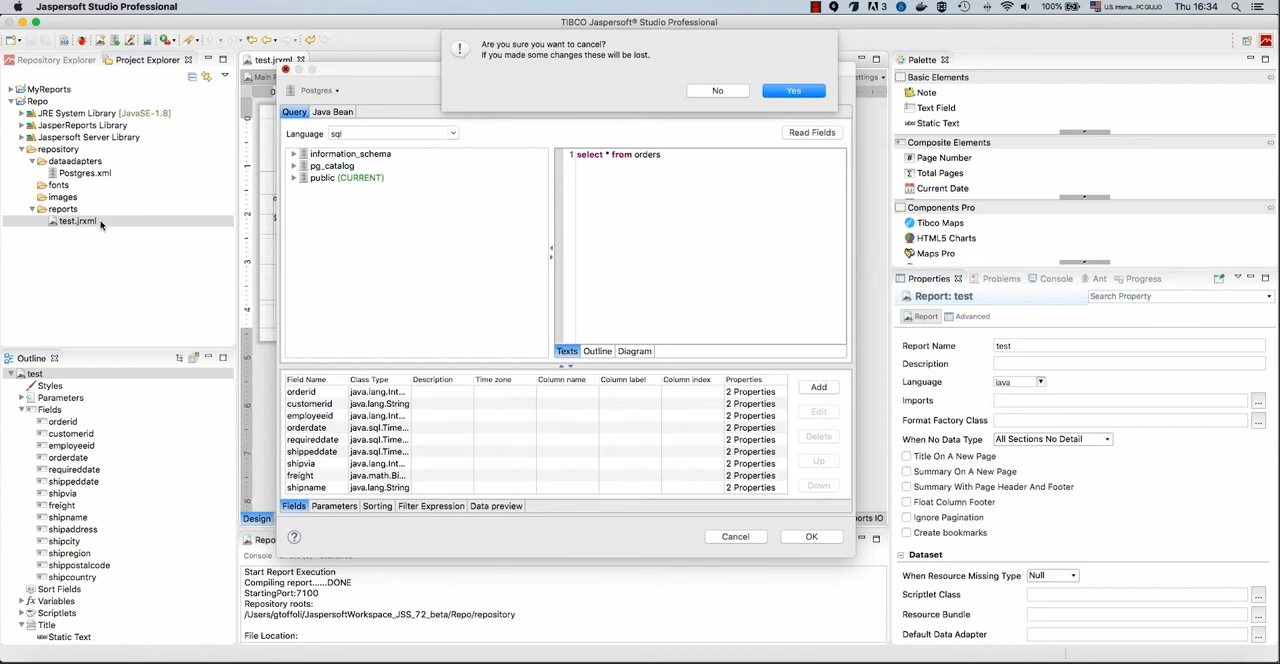 Jaspersoft Studio Professional
3
100%
U.S. Interna... PC GIULIO
Thu 16:34
TIBCO Jaspersoft Studio Professional
Repository Explorer
Project Explorer
MyReports
Repo
JRE System Library [JavaSE-1.8]
JasperReports Library
Jaspersoft Server Library
repository
dataadapters
Postgres.xml
fonts
images
reports
test.jrxml
Outline
test
Styles
Parameters
Fields
orderid
customerid
employeeid
orderdate
requireddate
shippeddate
shipvia
freight
shipname
shipaddress
shipcity
shipregion
shippostalcode
shipcountry
Sort Fields
Variables
Scriptlets
Title
Static Text
test.jrxml
Main R
Settings
Are you sure you want to cancel?
If you made some changes these will be lost.
No
Yes
Postgres
Query
Java Bean
Language
sql
Read Fields
information_schema
pg_catalog
public (CURRENT)
1 select * from orders
Texts
Outline
Diagram
Field Name Class Type Description Time zone Column name Column label Column index Properties
orderid java.lang.Int... 2 Properties
customerid java.lang.String 2 Properties
employeeid java.lang.Int... 2 Properties
orderdate java.sql.Time... 2 Properties
requireddate java.sql.Time... 2 Properties
shippeddate java.sql.Time... 2 Properties
shipvia java.lang.Int... 2 Properties
freight java.math.Bi... 2 Properties
shipname java.lang.String 2 Properties
Add
Edit
Delete
Up
Down
Fields
Parameters
Sorting
Filter Expression
Data preview
Cancel
OK
Design
orts IO
Repo
Console
Start Report Execution
Compiling report......DONE
StartingPort:7100
Repository roots:
/Users/gtoffoli/JaspersoftWorkspace_JSS_72_beta/Repo/repository
File Location:
Palette
Basic Elements
Note
Text Field
Static Text
Composite Elements
Page Number
Total Pages
Current Date
Components Pro
Tibco Maps
HTML5 Charts
Maps Pro
Properties
Problems
Console
Ant
Progress
Report: test
Search Property
Report
Advanced
Report Name
test
Description
Language
java
Imports
...
Format Factory Class
...
When No Data Type
All Sections No Detail
Title On A New Page
Summary On A New Page
Summary With Page Header And Footer
Float Column Footer
Ignore Pagination
Create bookmarks
Dataset
When Resource Missing Type
Null
Scriptlet Class
...
Resource Bundle
...
Default Data Adapter
...